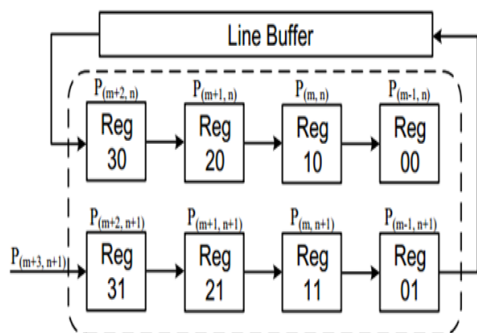 Line Buffer
P(m+2, n) P(m+1, n) P(m, n) P(m-1, n)
Reg 30 Reg 20 Reg 10 Reg 00
P(m+2, n+1) P(m+1, n+1) P(m, n+1) P(m-1, n+1)
P(m+3, n+1)
Reg 31 Reg 21 Reg 11 Reg 01